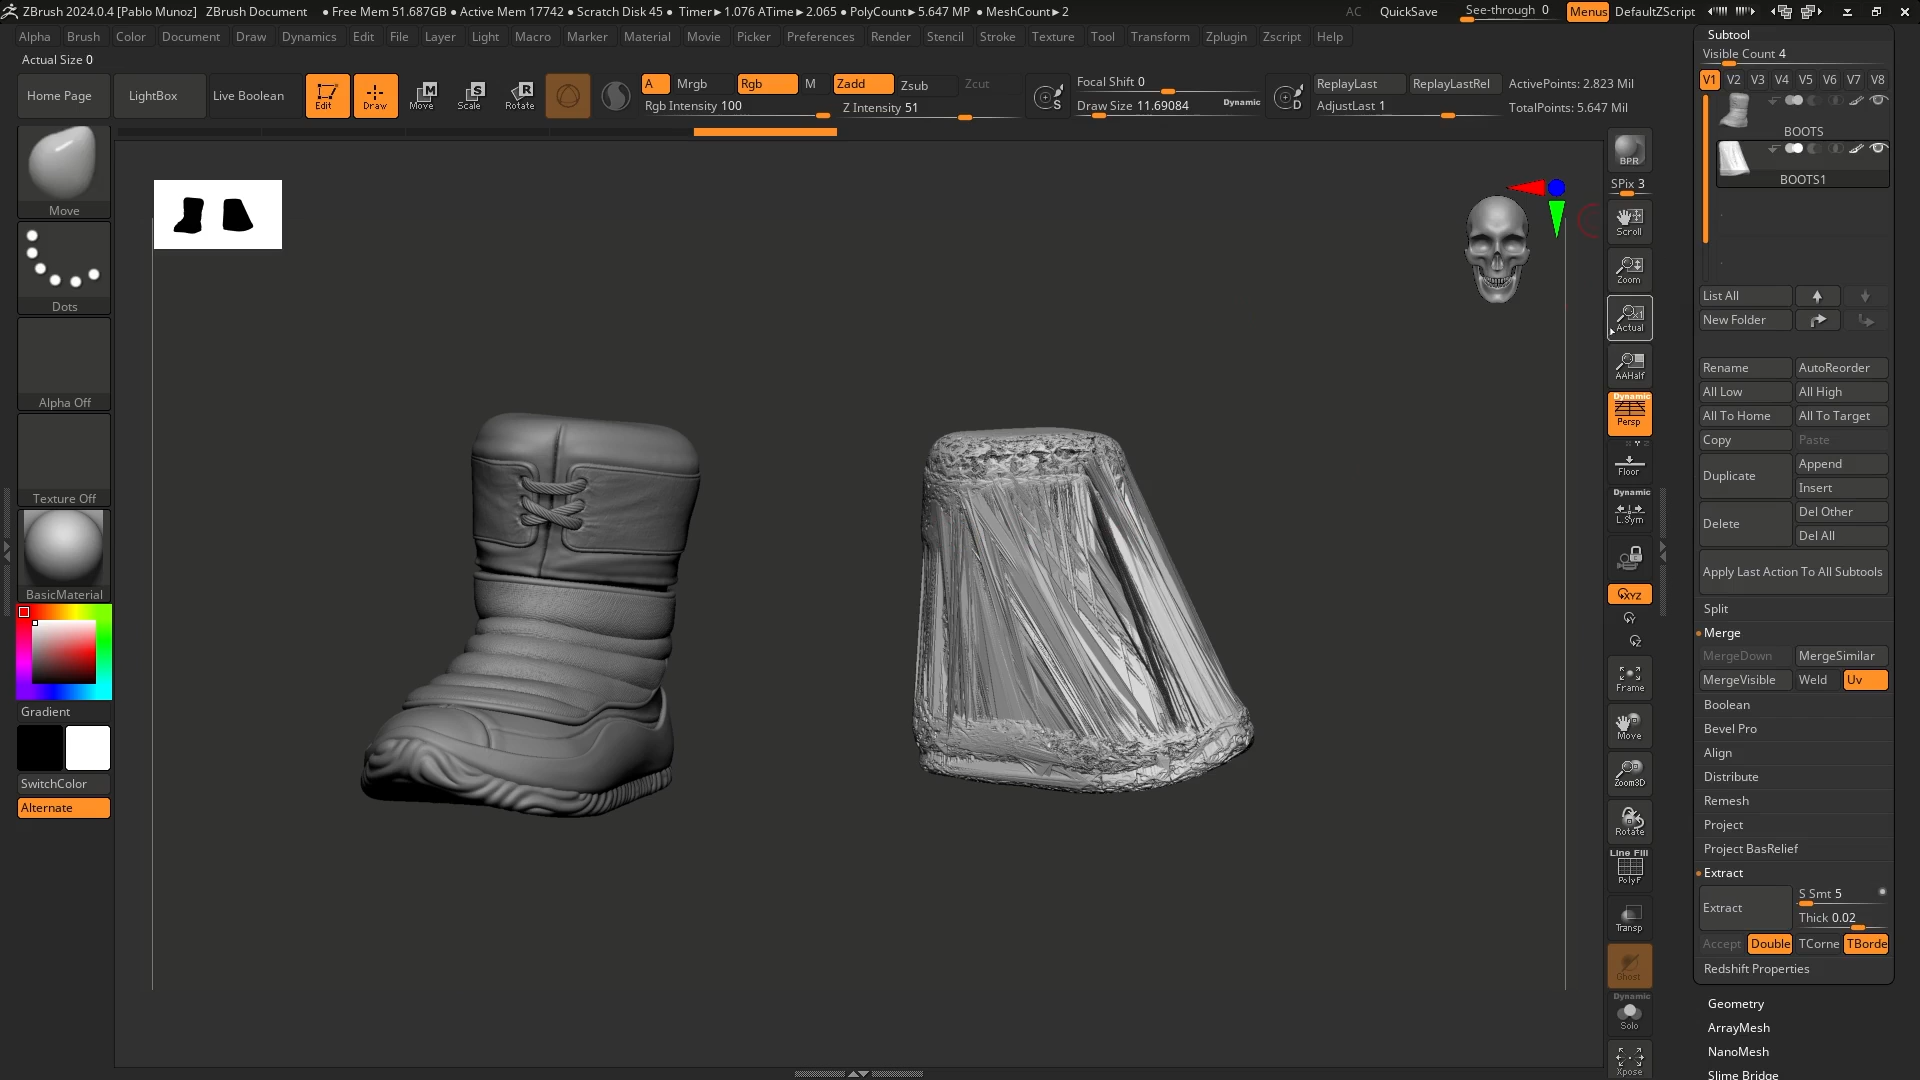 ZBrush 2024.0.4 [Pablo Munoz] ZBrush Document ● Free Mem 51.687GB ● Active Mem 17742 ● Scratch Disk 45 ● Timer►1.076 ATime►2.065 ● PolyCount►5.647 MP ● MeshCount►2 AC QuickSave See-through 0 Menus DefaultZScript
Alpha Brush Color Document Draw Dynamics Edit File Layer Light Macro Marker Material Movie Picker Preferences Render Stencil Stroke Texture Tool Transform Zplugin Zscript Help
Actual Size 0
Home Page LightBox Live Boolean Edit Draw Move Scale Rotate
A Mrgb Rgb M Zadd Zsub Zcut
Rgb Intensity 100 Z Intensity 51
Focal Shift 0
Draw Size 11.69084 Dynamic
ReplayLast ReplayLastRel ActivePoints: 2.823 Mil
AdjustLast 1 TotalPoints: 5.647 Mil
Move
Dots
Alpha Off
Texture Off
BasicMaterial
Gradient
SwitchColor
Alternate
BPR
SPix 3
Scroll
Zoom
Actual
AAHalf
Dynamic
Persp
Floor
Dynamic
L.Sym
XYZ
Y
Z
Frame
Move
Zoom3D
Rotate
Line Fill
PolyF
Transp
Ghost
Dynamic
Solo
Xpose
Subtool
Visible Count 4
V1 V2 V3 V4 V5 V6 V7 V8
BOOTS
BOOTS1
List All
New Folder
Rename AutoReorder
All Low All High
All To Home All To Target
Copy Paste
Duplicate Append
Insert
Delete Del Other
Del All
Apply Last Action To All Subtools
Split
Merge
MergeDown MergeSimilar
MergeVisible Weld Uv
Boolean
Bevel Pro
Align
Distribute
Remesh
Project
Project BasRelief
Extract
Extract S Smt 5
Thick 0.02
Accept Double TCorne TBorde
Redshift Properties
Geometry
ArrayMesh
NanoMesh
Slime Bridge